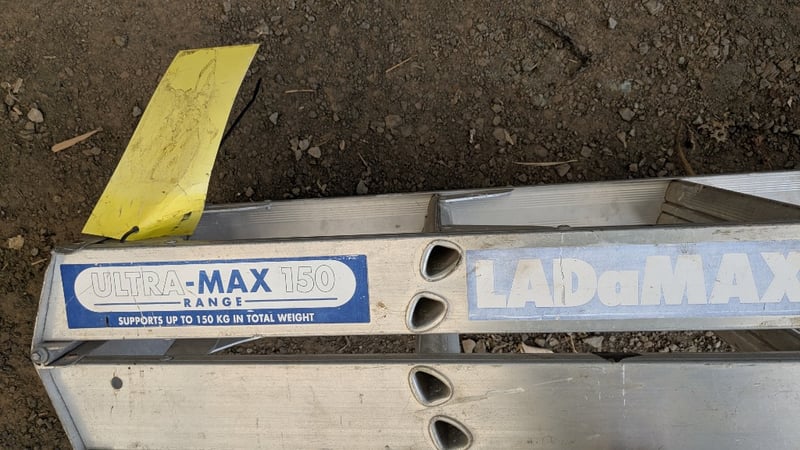 ULTRA-MAX 150
RANGE
SUPPORTS UP TO 150 KG IN TOTAL WEIGHT
LADaMAX